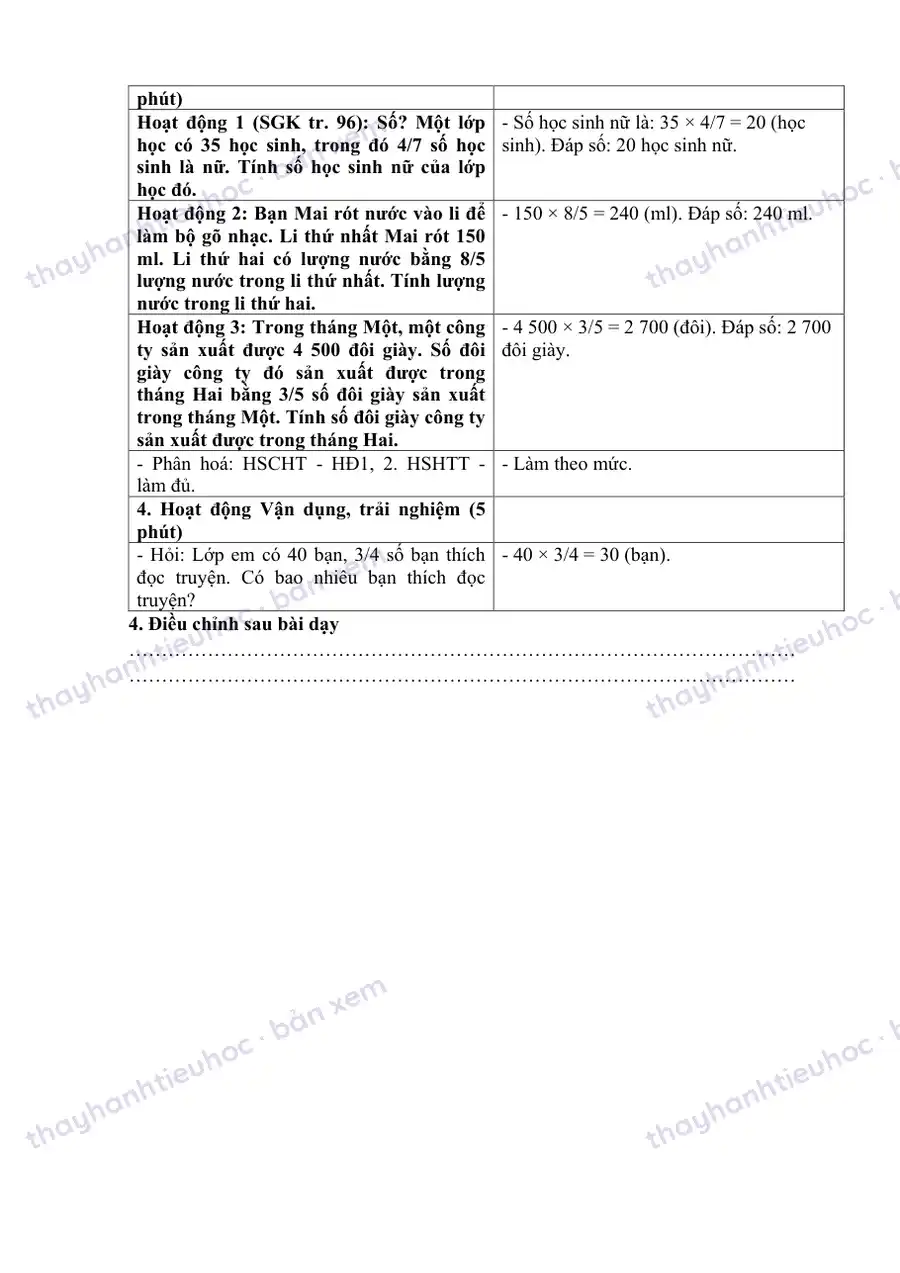 phút)
Hoạt động 1 (SGK tr. 96): Số? Một lớp
học có 35 học sinh, trong đó 4/7 số học
sinh là nữ. Tính số học sinh nữ của lớp
học đó.
- Số học sinh nữ là: 35 × 4/7 = 20 (học
sinh). Đáp số: 20 học sinh nữ.
Hoạt động 2: Bạn Mai rót nước vào li để
làm bộ gõ nhạc. Li thứ nhất Mai rót 150
ml. Li thứ hai có lượng nước bằng 8/5
lượng nước trong li thứ nhất. Tính lượng
nước trong li thứ hai.
- 150 × 8/5 = 240 (ml). Đáp số: 240 ml.
Hoạt động 3: Trong tháng Một, một công
ty sản xuất được 4 500 đôi giày. Số đôi
giày công ty đó sản xuất được trong
tháng Hai bằng 3/5 số đôi giày sản xuất
trong tháng Một. Tính số đôi giày công ty
sản xuất được trong tháng Hai.
- 4 500 × 3/5 = 2 700 (đôi). Đáp số: 2 700
đôi giày.
- Phân hoá: HSCHT - HĐ1, 2. HSHTT -
làm đủ.
- Làm theo mức.
4. Hoạt động Vận dụng, trải nghiệm (5
phút)
- Hỏi: Lớp em có 40 bạn, 3/4 số bạn thích
đọc truyện. Có bao nhiêu bạn thích đọc
truyện?
- 40 × 3/4 = 30 (bạn).
4. Điều chỉnh sau bài dạy
……………………………………………………………………………………
……………………………………………………………………………………
thayhanhtieuhoc · bản xem
thayhanhtieuhoc · b
thayhanhtieuhoc · bản xem
thayhanhtieuhoc · b
thayhanhtieuhoc · bản xem
thayhanhtieuhoc · b